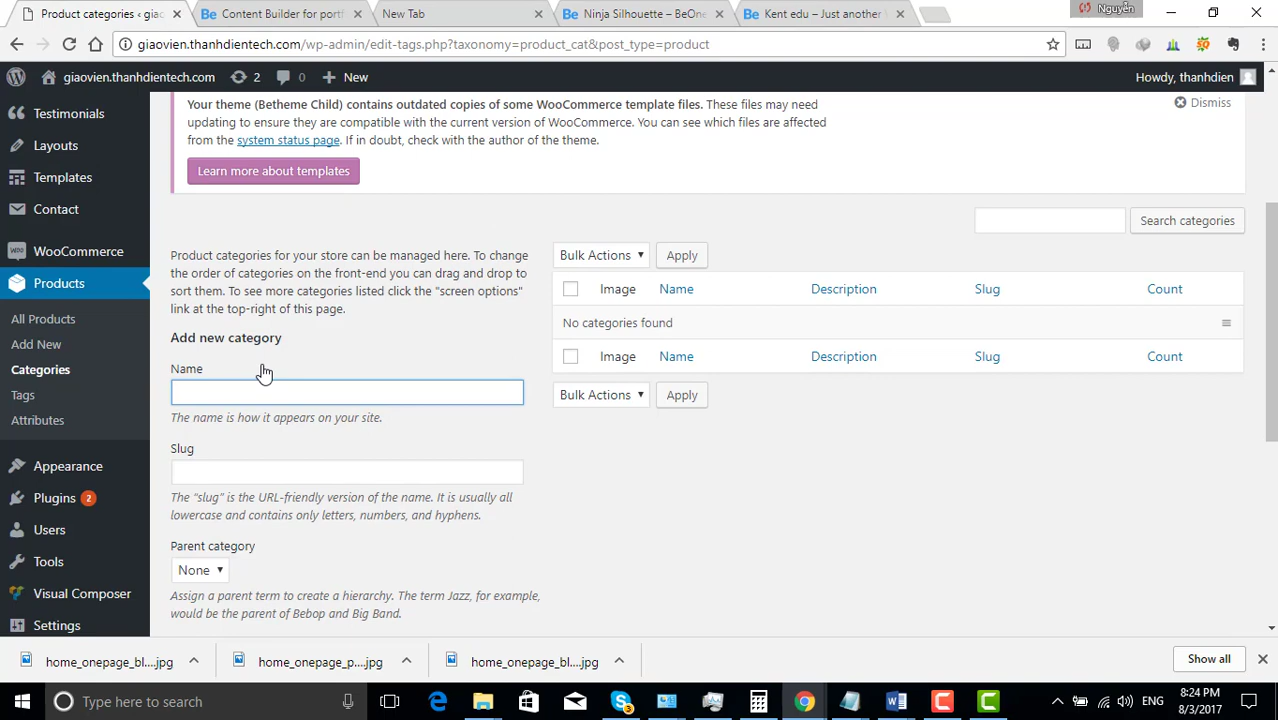 Product categories ‹ giao
Content Builder for portf
New Tab
Ninja Silhouette – BeOne
Kent edu – Just another
Nguyễn
giaovien.thanhdientech.com/wp-admin/edit-tags.php?taxonomy=product_cat&post_type=product
giaovien.thanhdientech.com
2
0
New
Howdy, thanhdien
Testimonials
Layouts
Templates
Contact
WooCommerce
Products
All Products
Add New
Categories
Tags
Attributes
Appearance
Plugins 2
Users
Tools
Visual Composer
Settings
Your theme (Betheme Child) contains outdated copies of some WooCommerce template files. These files may need
updating to ensure they are compatible with the current version of WooCommerce. You can see which files are affected
from the system status page. If in doubt, check with the author of the theme.
Dismiss
Learn more about templates
Search categories
Product categories for your store can be managed here. To change
the order of categories on the front-end you can drag and drop to
sort them. To see more categories listed click the "screen options"
link at the top-right of this page.
Add new category
Name
The name is how it appears on your site.
Slug
The "slug" is the URL-friendly version of the name. It is usually all
lowercase and contains only letters, numbers, and hyphens.
Parent category
None
Assign a parent term to create a hierarchy. The term Jazz, for example,
would be the parent of Bebop and Big Band.
Bulk Actions Apply
Image Name Description Slug Count
No categories found
Image Name Description Slug Count
Bulk Actions Apply
home_onepage_bl....jpg
home_onepage_p....jpg
home_onepage_bl....jpg
Show all
Type here to search
ENG
8:24 PM
8/3/2017